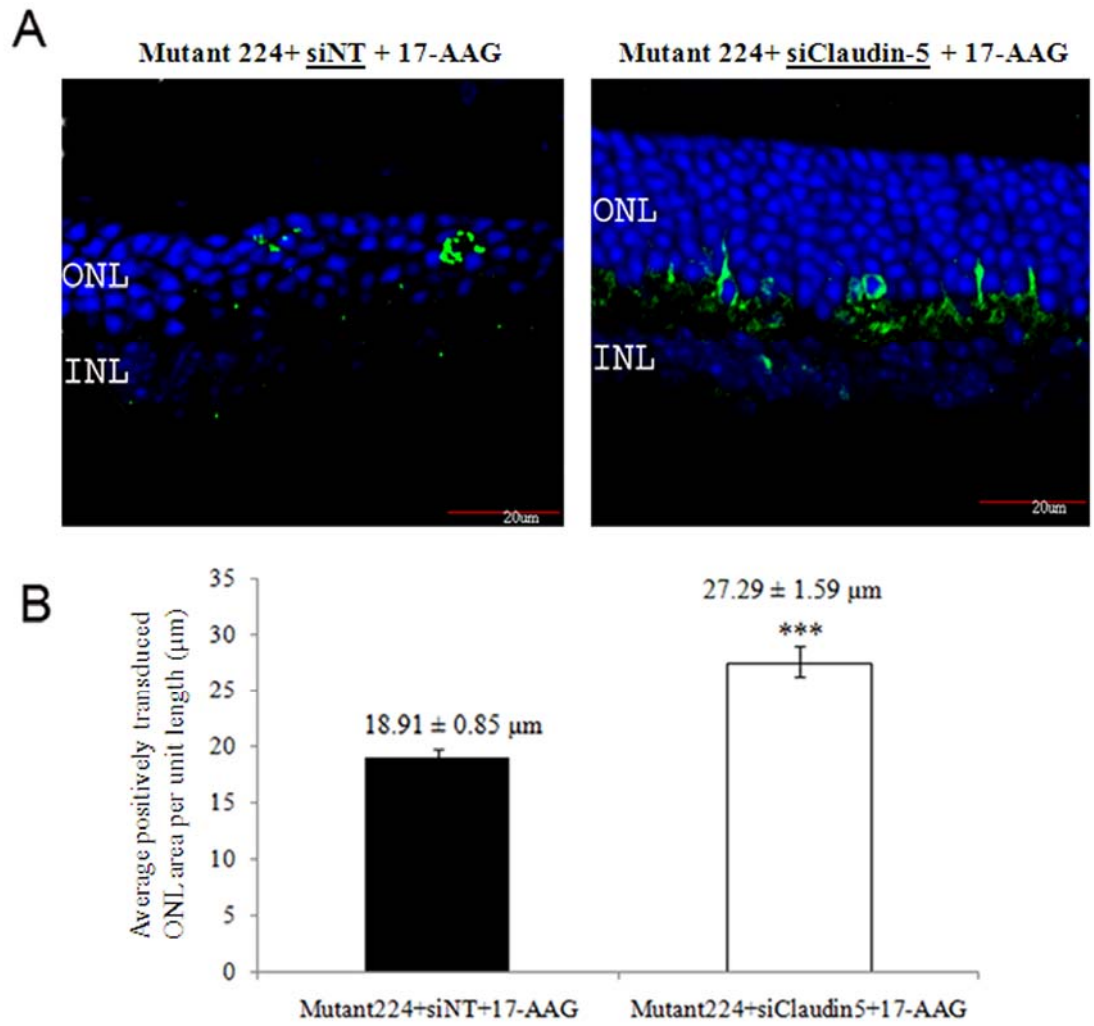 A
Mutant 224+ siNT + 17-AAG
Mutant 224+ siClaudin-5 + 17-AAG
ONL
INL
20um
ONL
INL
20um
B
Average positively transduced
ONL area per unit length (µm)
35
30
25
20
15
10
5
0
18.91 ± 0.85 µm
27.29 ± 1.59 µm
***
Mutant224+siNT+17-AAG
Mutant224+siClaudin5+17-AAG